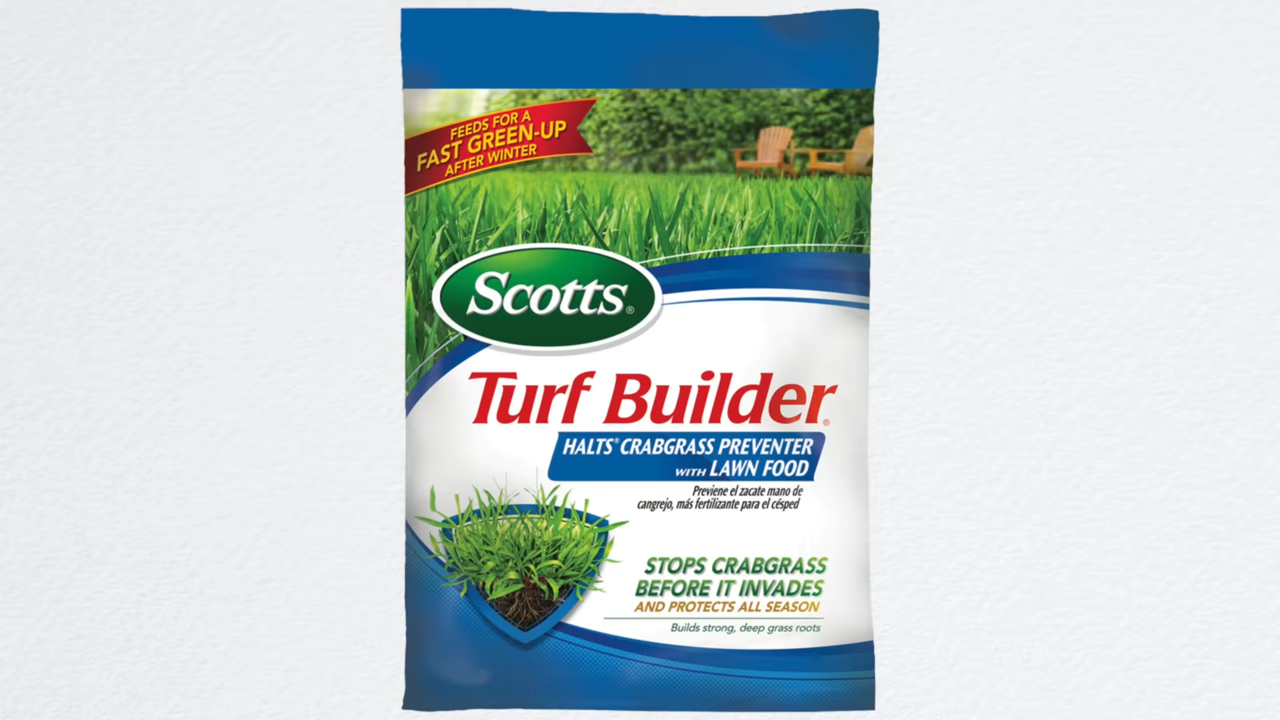 FEEDS FOR A
FAST GREEN-UP
AFTER WINTER
Scotts®
Turf Builder®
HALTS® CRABGRASS PREVENTER
WITH LAWN FOOD
Previene el zacate mano de
cangrejo, más fertilizante para el césped
STOPS CRABGRASS
BEFORE IT INVADES
AND PROTECTS ALL SEASON
Builds strong, deep grass roots